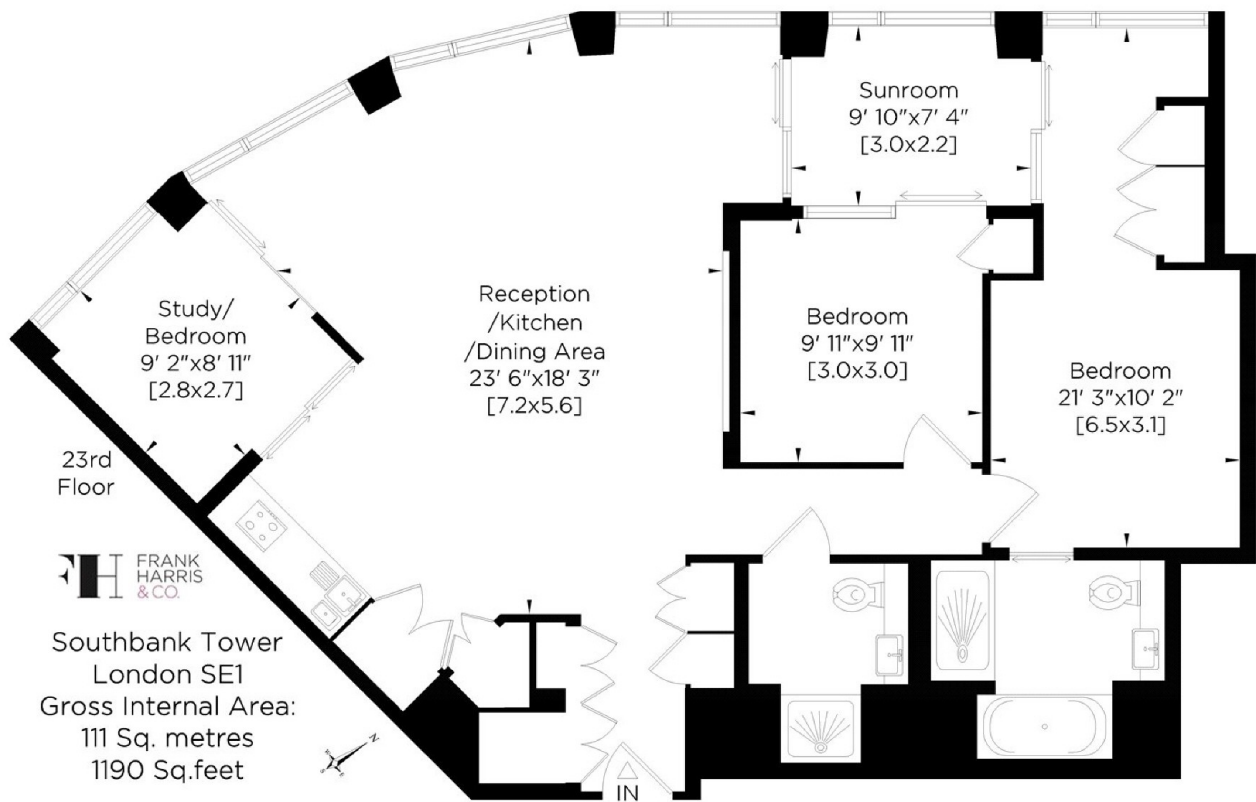 Sunroom
9' 10"x7' 4"
[3.0x2.2]
Study/
Bedroom
9' 2"x8' 11"
[2.8x2.7]
Reception
/Kitchen
/Dining Area
23' 6"x18' 3"
[7.2x5.6]
Bedroom
9' 11"x9' 11"
[3.0x3.0]
Bedroom
21' 3"x10' 2"
[6.5x3.1]
23rd
Floor
FH
FRANK
HARRIS
& CO.
Southbank Tower
London SE1
Gross Internal Area:
111 Sq. metres
1190 Sq.feet
N
IN